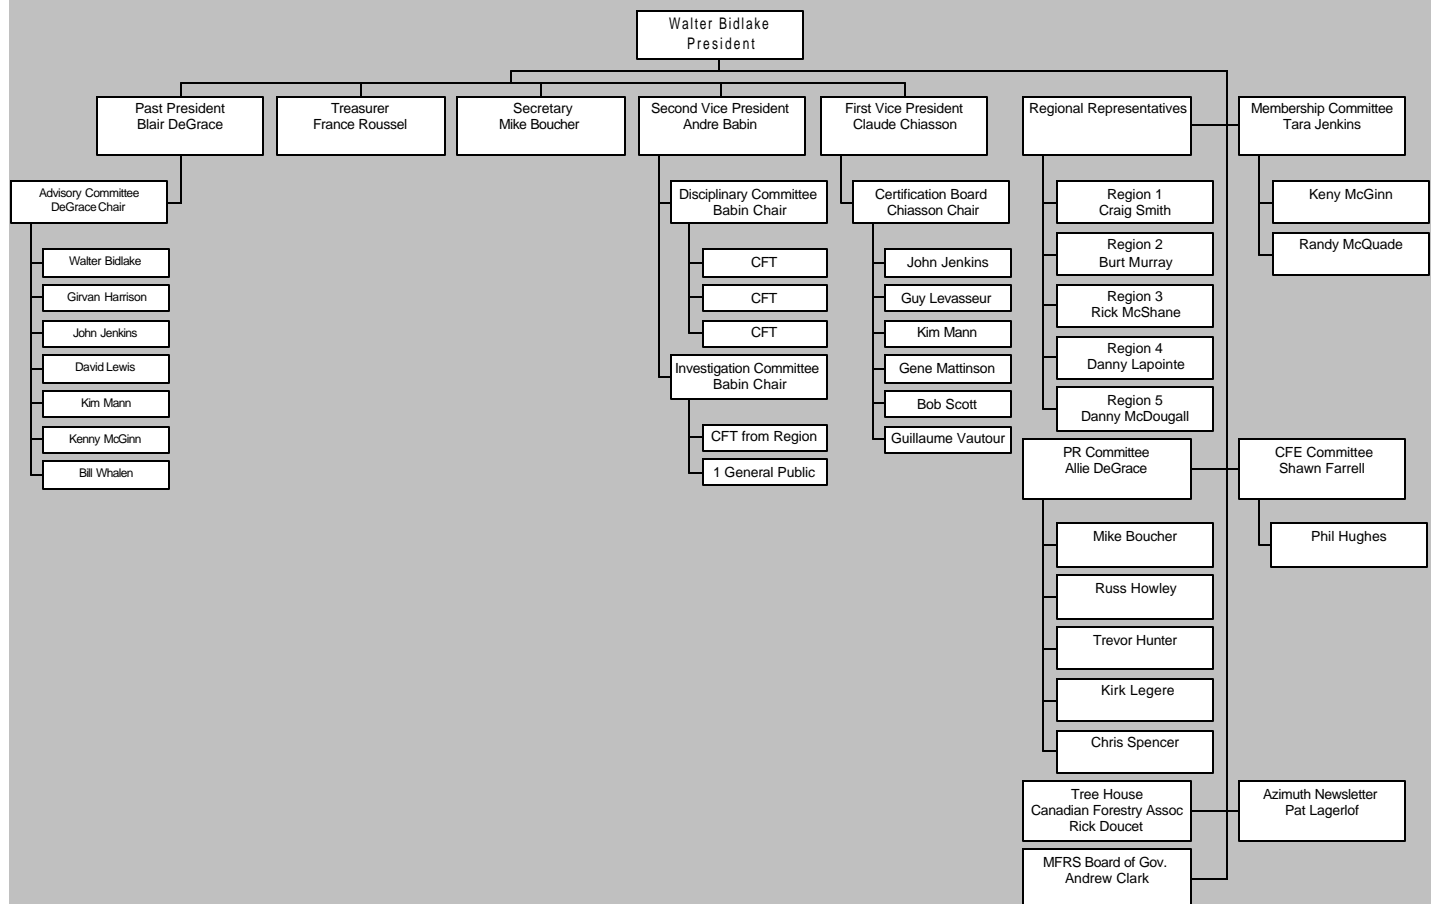 Walter Bidlake
President
Past President
Blair DeGrace
Treasurer
France Roussel
Secretary
Mike Boucher
Second Vice President
Andre Babin
First Vice President
Claude Chiasson
Regional Representatives
Membership Committee
Tara Jenkins
Advisory Committee
DeGrace Chair
Walter Bidlake
Girvan Harrison
John Jenkins
David Lewis
Kim Mann
Kenny McGinn
Bill Whalen
Disciplinary Committee
Babin Chair
CFT
CFT
CFT
Investigation Committee
Babin Chair
CFT from Region
1 General Public
Certification Board
Chiasson Chair
John Jenkins
Guy Levasseur
Kim Mann
Gene Mattinson
Bob Scott
Guillaume Vautour
Region 1
Craig Smith
Region 2
Burt Murray
Region 3
Rick McShane
Region 4
Danny Lapointe
Region 5
Danny McDougall
Keny McGinn
Randy McQuade
PR Committee
Allie DeGrace
CFE Committee
Shawn Farrell
Mike Boucher
Russ Howley
Trevor Hunter
Kirk Legere
Chris Spencer
Phil Hughes
Tree House
Canadian Forestry Assoc
Rick Doucet
Azimuth Newsletter
Pat Lagerlof
MFRS Board of Gov.
Andrew Clark